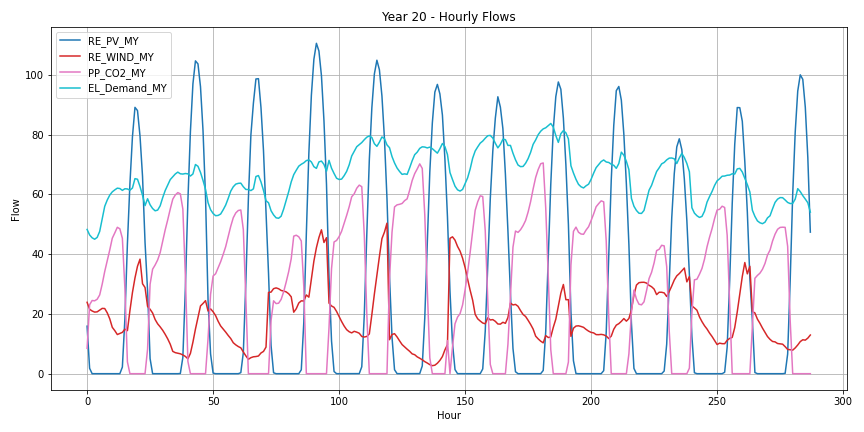 Year 20 - Hourly Flows
RE_PV_MY
RE_WIND_MY
PP_CO2_MY
EL_Demand_MY
100
80
60
40
20
0
Flow
0 50 100 150 200 250 300
Hour